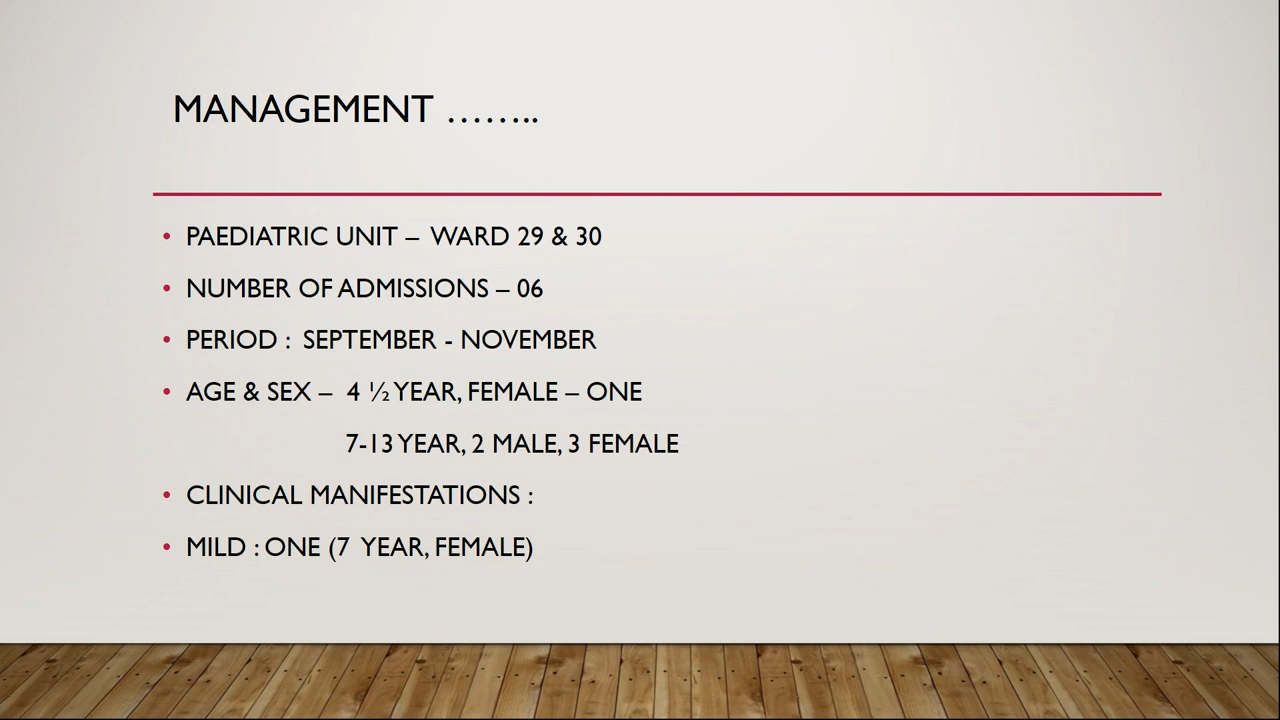 MANAGEMENT ……..
• PAEDIATRIC UNIT – WARD 29 & 30
• NUMBER OF ADMISSIONS – 06
• PERIOD : SEPTEMBER - NOVEMBER
• AGE & SEX – 4 ½ YEAR, FEMALE – ONE
7-13 YEAR, 2 MALE, 3 FEMALE
• CLINICAL MANIFESTATIONS :
• MILD : ONE (7 YEAR, FEMALE)